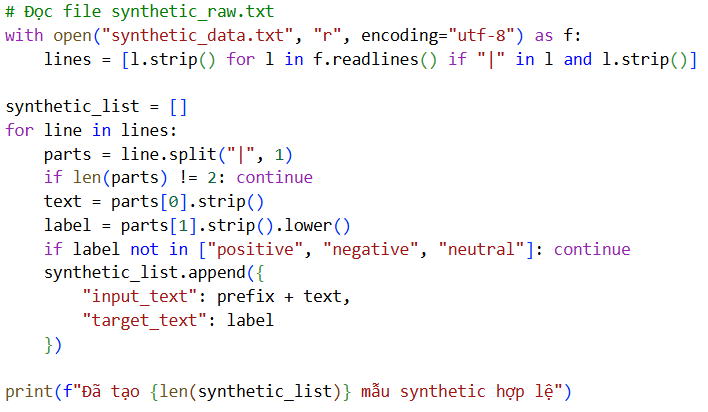 # Đọc file synthetic_raw.txt
with open("synthetic_data.txt", "r", encoding="utf-8") as f:
    lines = [l.strip() for l in f.readlines() if "|" in l and l.strip()]

synthetic_list = []
for line in lines:
    parts = line.split("|", 1)
    if len(parts) != 2: continue
    text = parts[0].strip()
    label = parts[1].strip().lower()
    if label not in ["positive", "negative", "neutral"]: continue
    synthetic_list.append({
        "input_text": prefix + text,
        "target_text": label
    })

print(f"Đã tạo {len(synthetic_list)} mẫu synthetic hợp lệ")